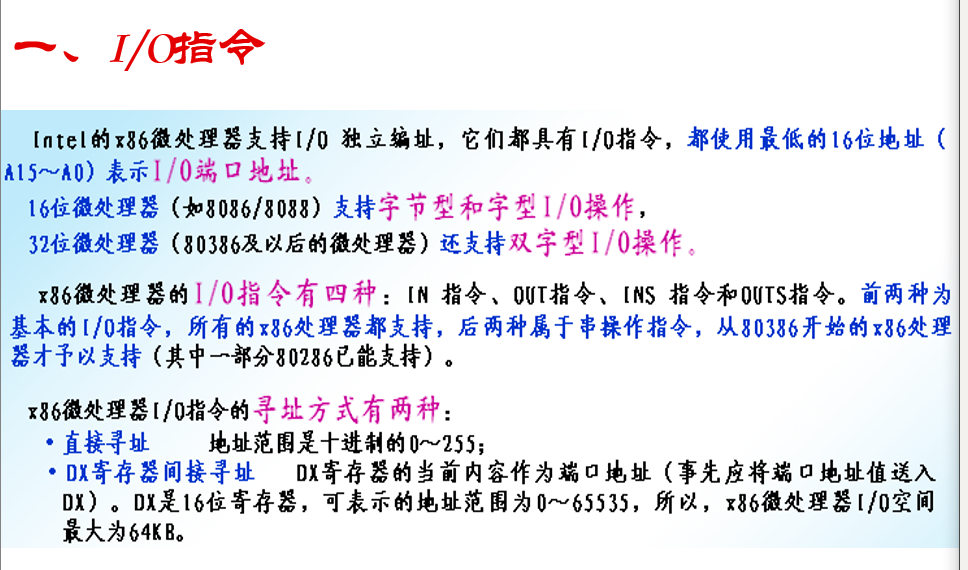 一、I/O指令
Intel的x86微处理器支持I/O 独立编址，它们都具有I/O指令，都使用最低的16位地址（
A15～A0）表示I/O端口地址。
16位微处理器（如8086/8088）支持字节型和字型I/O操作，
32位微处理器（80386及以后的微处理器）还支持双字型I/O操作。
x86微处理器的I/O指令有四种：IN 指令、OUT指令、INS 指令和OUTS指令。前两种为
基本的I/O指令，所有的x86处理器都支持，后两种属于串操作指令，从80386开始的x86处理
器才予以支持（其中一部分80286已能支持）。
x86微处理器I/O指令的寻址方式有两种：
• 直接寻址 地址范围是十进制的0～255；
• DX寄存器间接寻址 DX寄存器的当前内容作为端口地址（事先应将端口地址值送入
DX）。DX是16位寄存器，可表示的地址范围为0～65535，所以，x86微处理器I/O空间
最大为64KB。